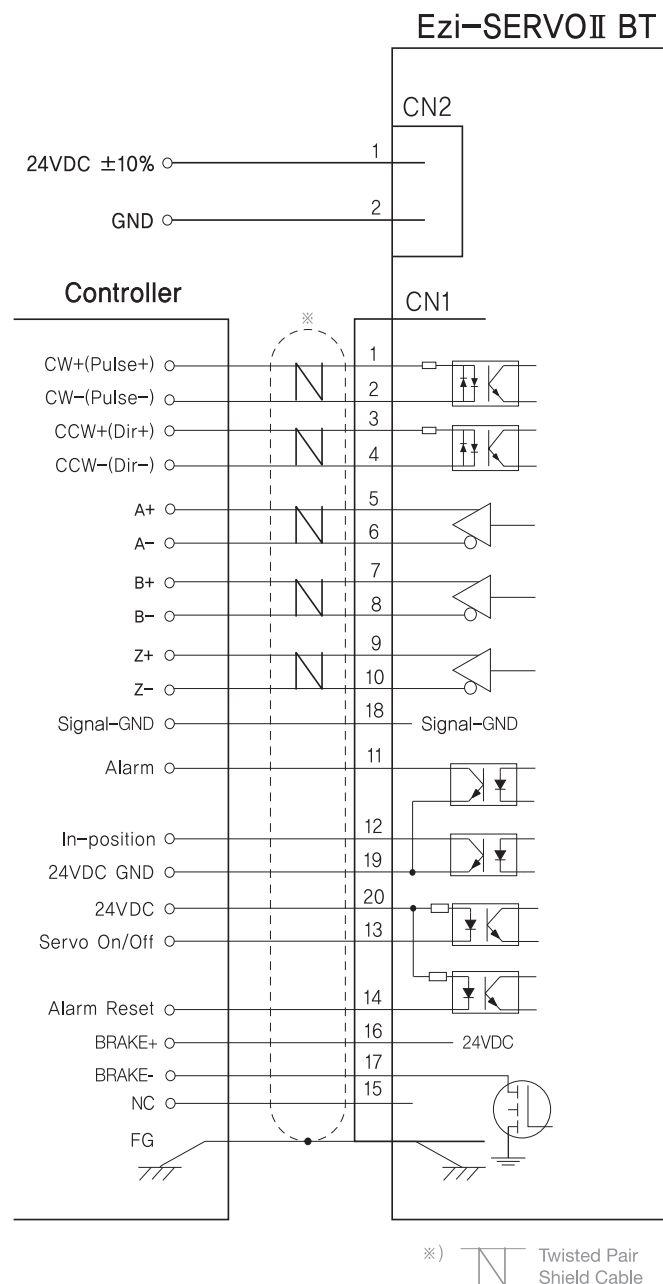 Ezi-SERVOⅡ BT
CN2
24VDC ±10% 1
GND 2
Controller
CN1
※
CW+(Pulse+) 1
CW-(Pulse-) 2
CCW+(Dir+) 3
CCW-(Dir-) 4
A+ 5
A- 6
B+ 7
B- 8
Z+ 9
Z- 10
Signal-GND 18 Signal-GND
Alarm 11
In-position 12
24VDC GND 19
24VDC 20
Servo On/Off 13
Alarm Reset 14
BRAKE+ 16 24VDC
BRAKE- 17
NC 15
FG
※) Twisted Pair
Shield Cable